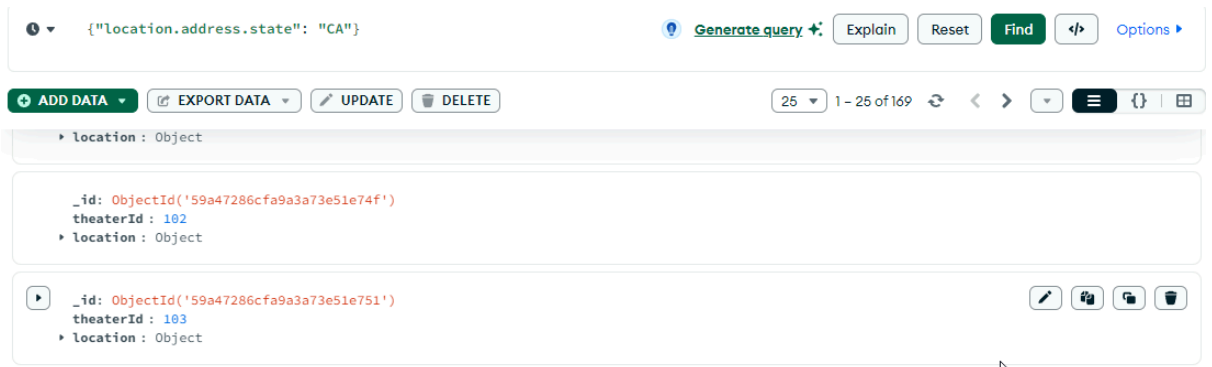 {"location.address.state": "CA"} Generate query Explain Reset Find </> Options
ADD DATA EXPORT DATA UPDATE DELETE 25 1 – 25 of 169 {}
location : Object
_id: ObjectId('59a47286cfa9a3a73e51e74f')
theaterId : 102
location : Object
_id: ObjectId('59a47286cfa9a3a73e51e751')
theaterId : 103
location : Object